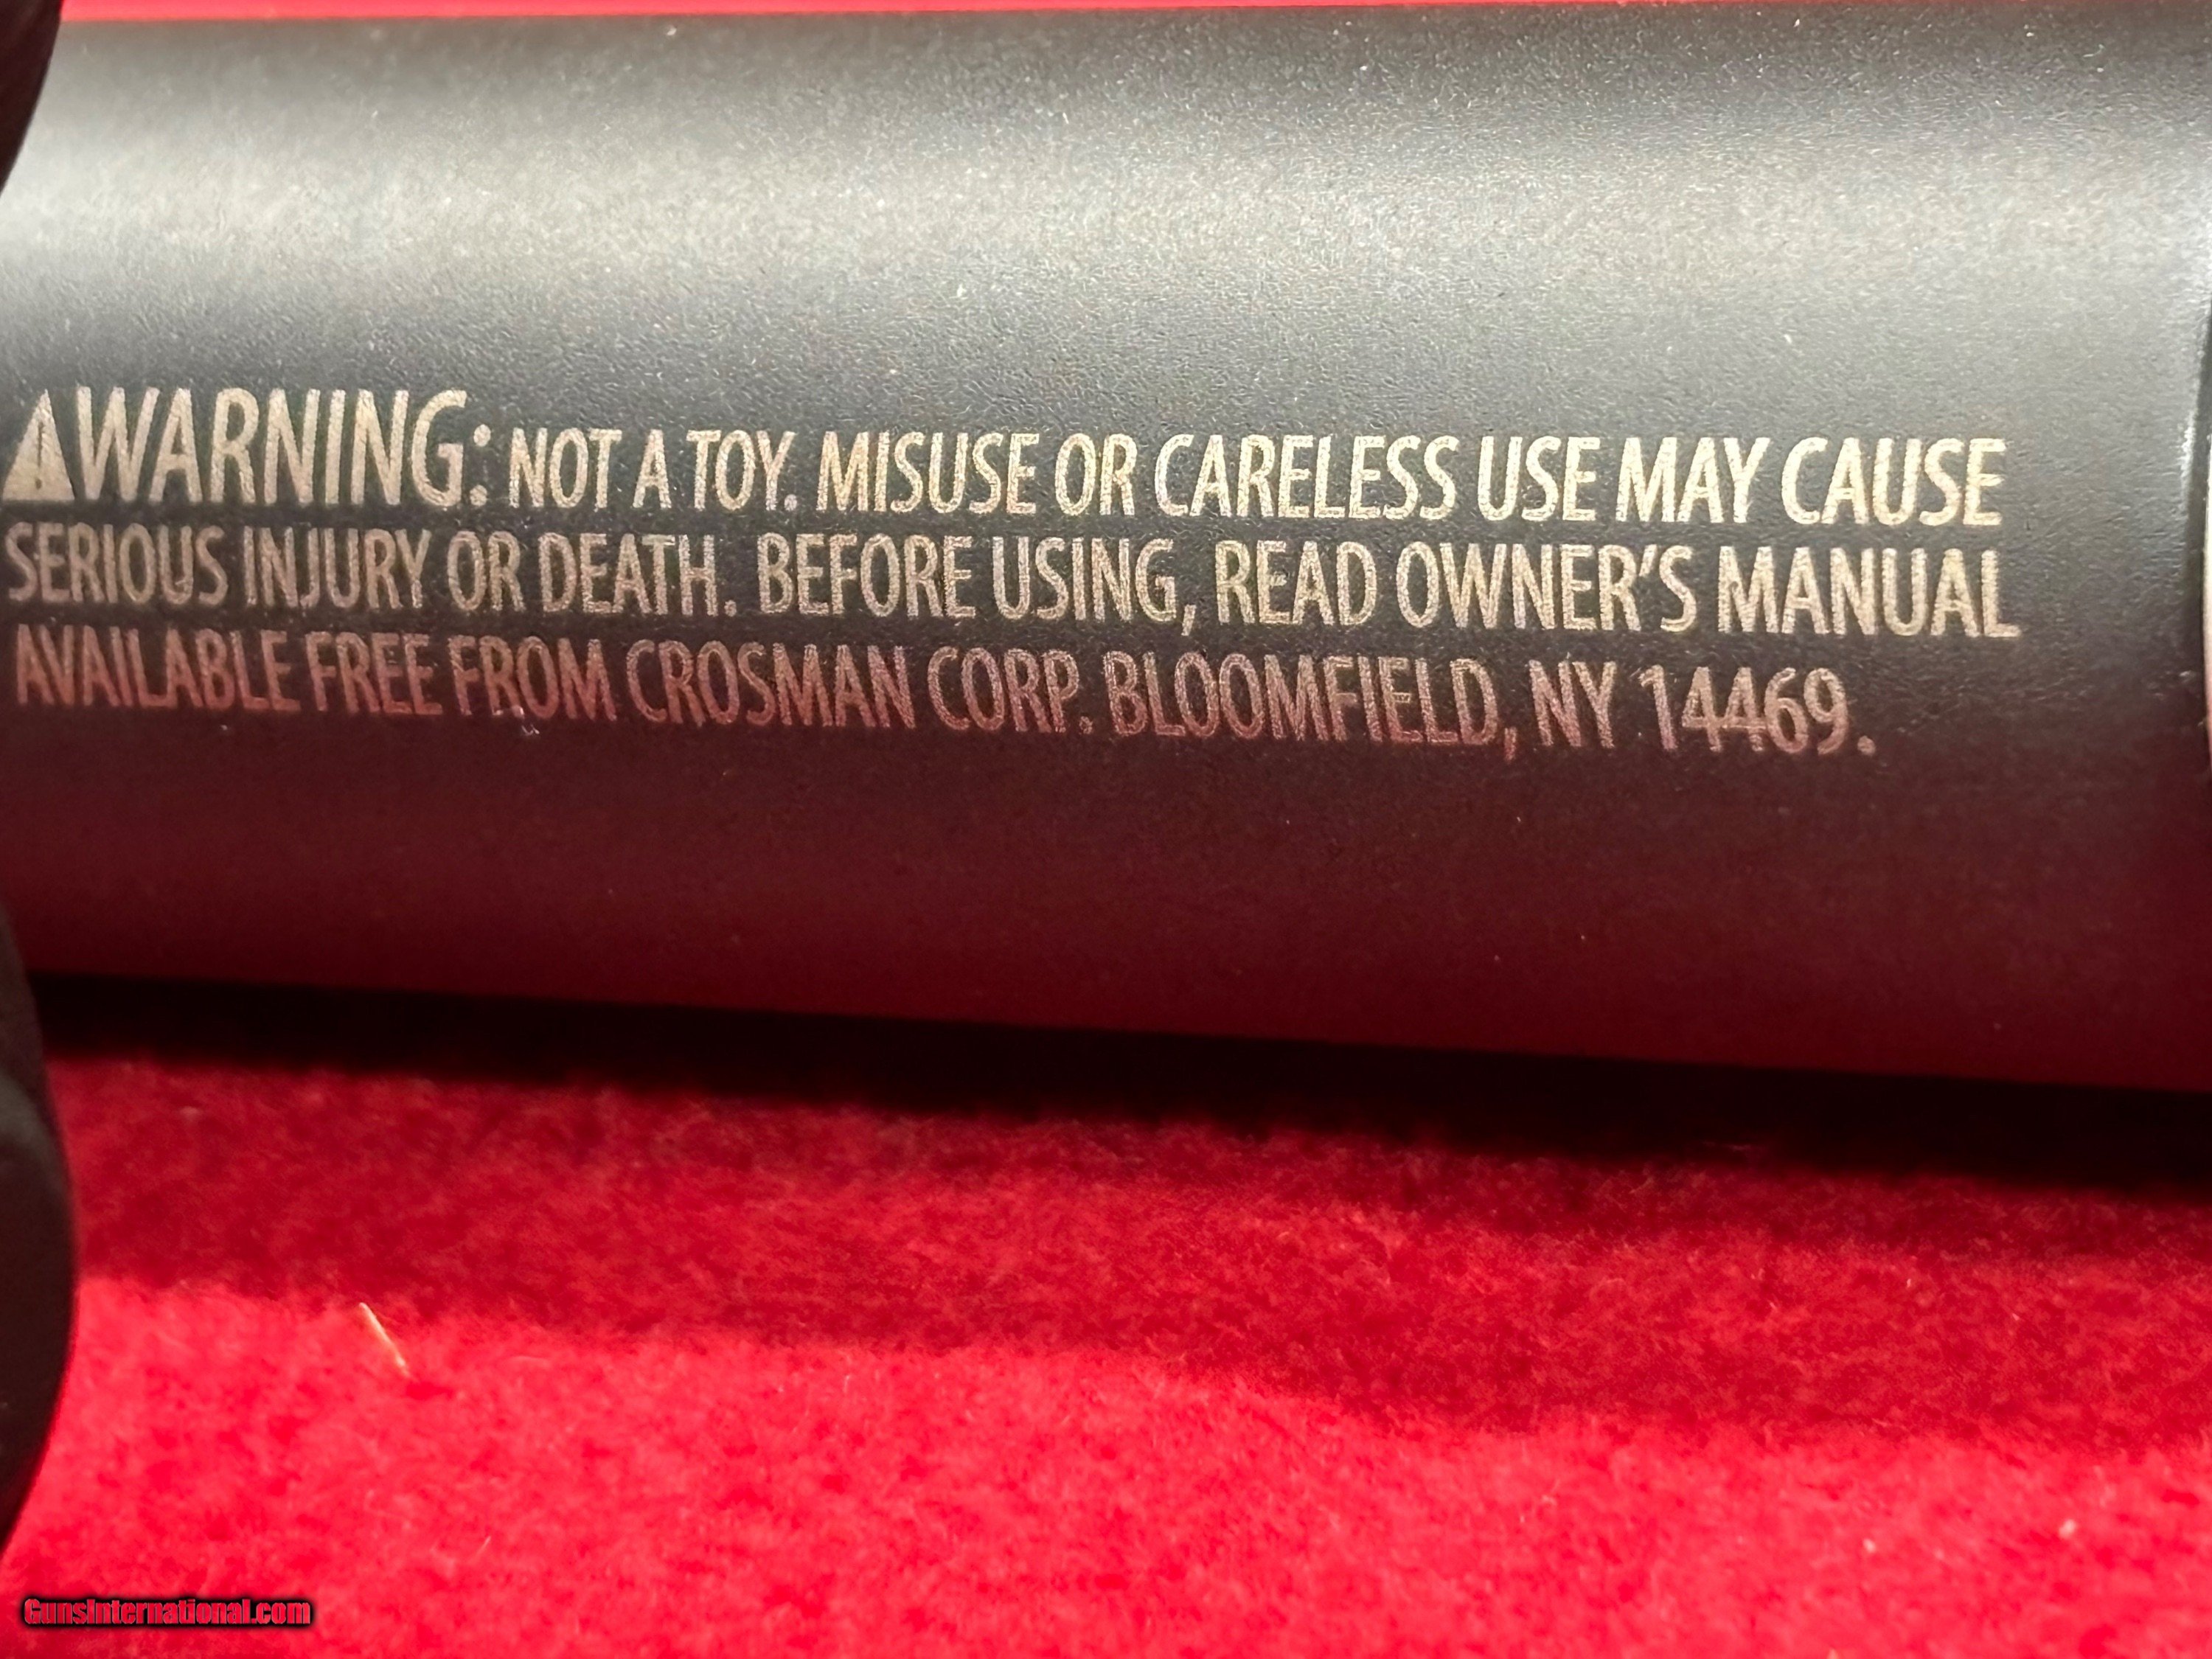 ⚠WARNING: NOT A TOY. MISUSE OR CARELESS USE MAY CAUSE
SERIOUS INJURY OR DEATH. BEFORE USING, READ OWNER'S MANUAL
AVAILABLE FREE FROM CROSMAN CORP. BLOOMFIELD, NY 14469.
GunsInternational.com